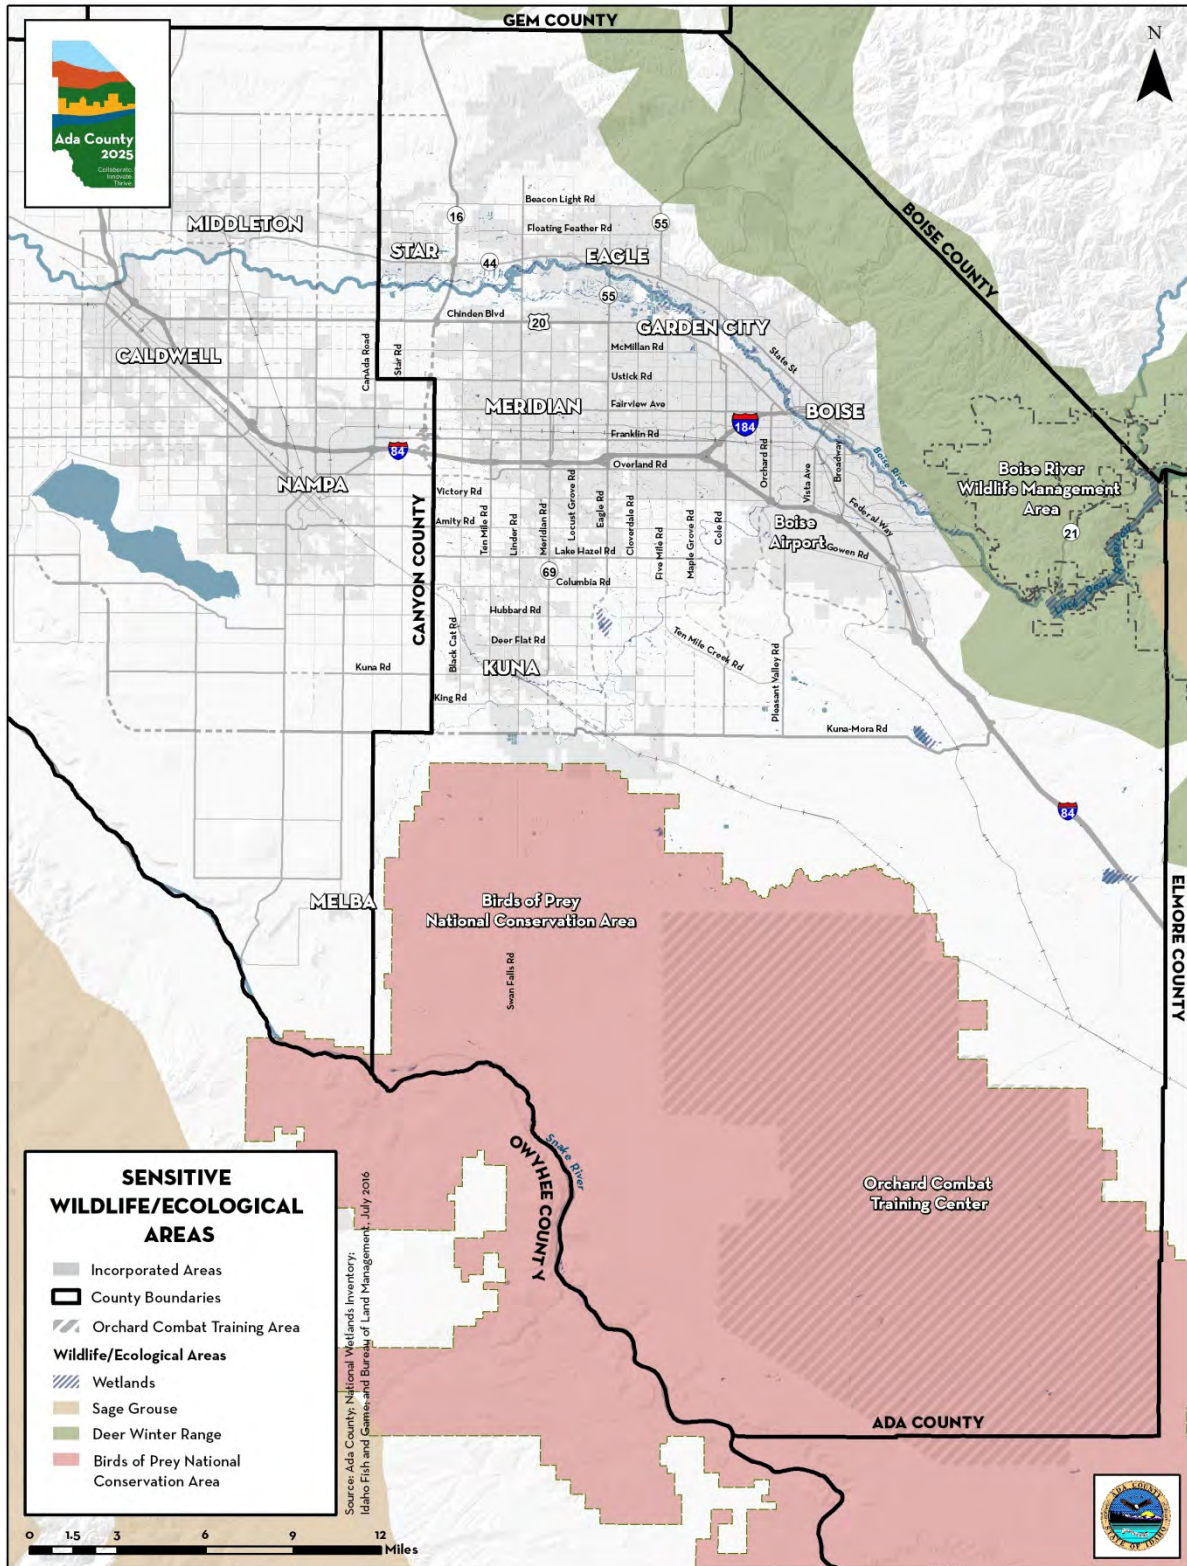 GEM COUNTY
N
Ada County
2025
Collaborate.
Innovate.
Thrive.
BOISE COUNTY
MIDDLETON
STAR
EAGLE
16
44
55
55
Beacon Light Rd
Floating Feather Rd
Chinden Blvd
20
GARDEN CITY
State St
CALDWELL
CanAda Road
Star Rd
McMillan Rd
Ustick Rd
MERIDIAN
Fairview Ave
BOISE
184
Franklin Rd
84
Overland Rd
Orchard Rd
Vista Ave
Broadway
Boise River
Boise River
Wildlife Management
Area
21
Lucky Peak Reservoir
NAMPA
Victory Rd
Amity Rd
Ten Mile Rd
Linder Rd
Meridian Rd
Locust Grove Rd
Eagle Rd
Cloverdale Rd
Five Mile Rd
Maple Grove Rd
Cole Rd
Boise
Airport
Federal Way
Gowen Rd
Lake Hazel Rd
69
Columbia Rd
CANYON COUNTY
Hubbard Rd
Black Cat Rd
Deer Flat Rd
Ten Mile Creek Rd
Pleasant Valley Rd
Kuna Rd
KUNA
King Rd
Kuna-Mora Rd
84
ELMORE COUNTY
MELBA
Birds of Prey
National Conservation Area
Swan Falls Rd
Snake River
OWYHEE COUNTY
Orchard Combat
Training Center
ADA COUNTY
SENSITIVE
WILDLIFE/ECOLOGICAL
AREAS
Incorporated Areas
County Boundaries
Orchard Combat Training Area
Wildlife/Ecological Areas
Wetlands
Sage Grouse
Deer Winter Range
Birds of Prey National
Conservation Area
Source: Ada County; National Wetlands Inventory;
Idaho Fish and Game; and Bureau of Land Management, July 2016
0 1.5 3 6 9 12
Miles
ADA COUNTY
STATE OF IDAHO